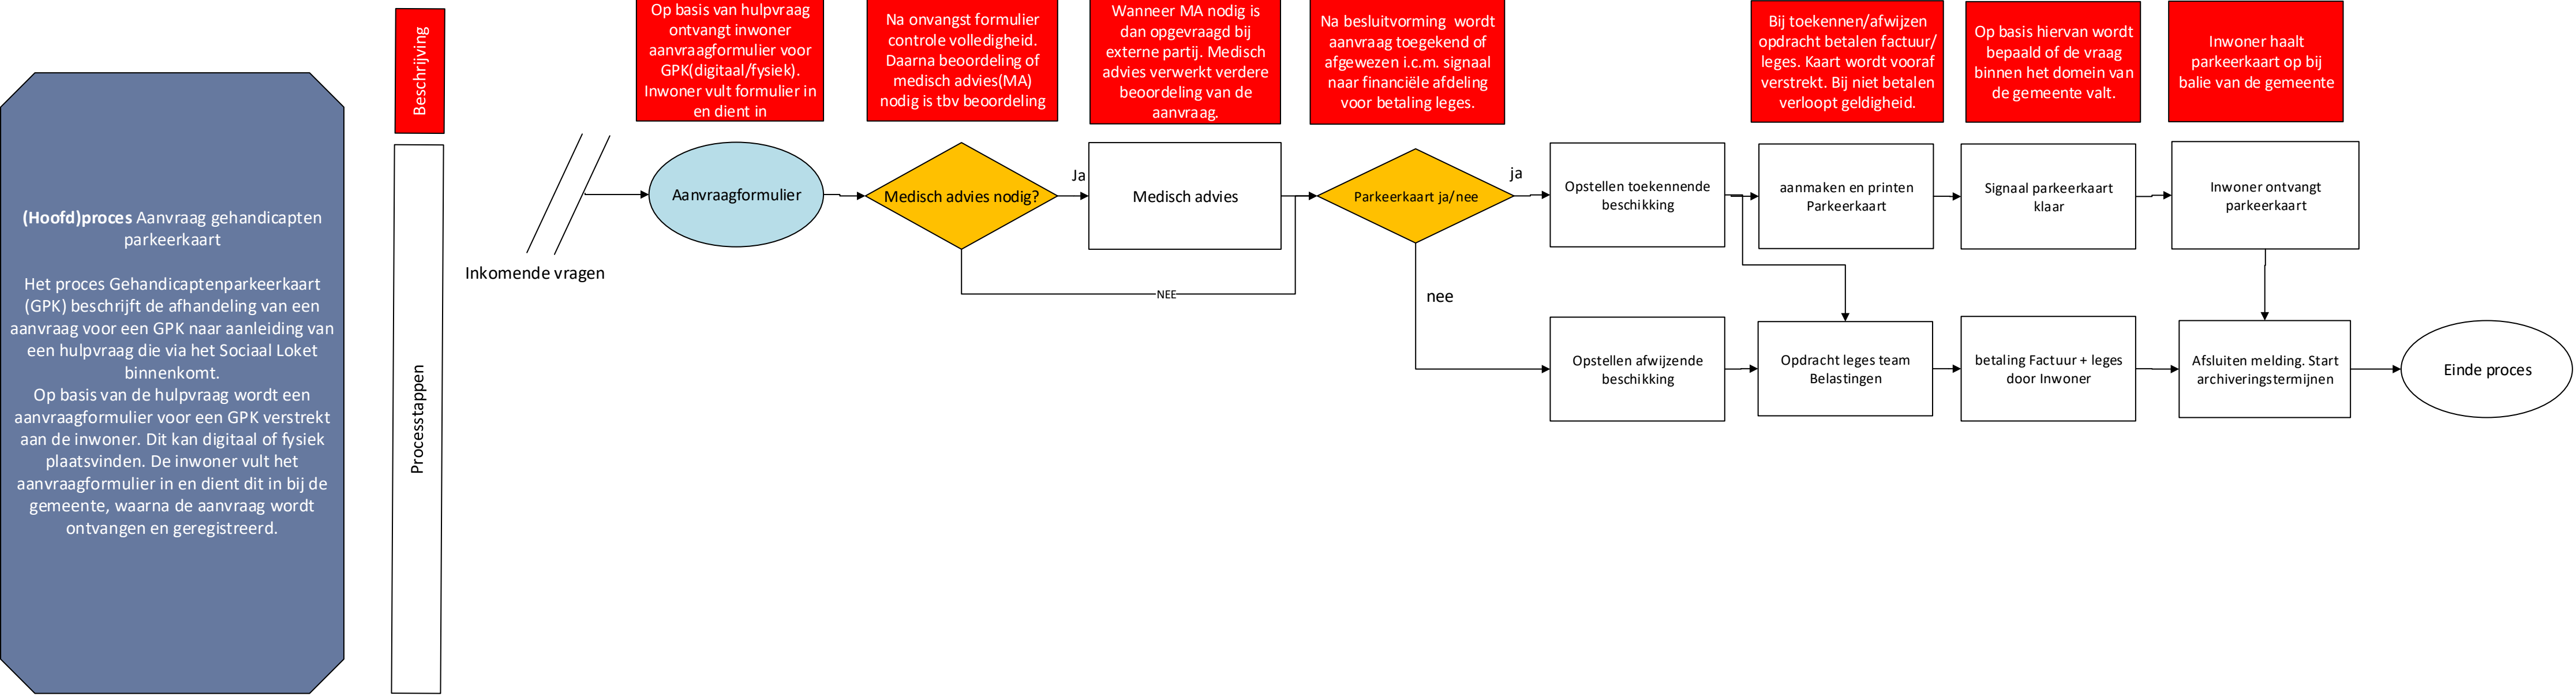 (Hoofd)proces Aanvraag gehandicapten
parkeerkaart
Het proces Gehandicaptenparkeerkaart
(GPK) beschrijft de afhandeling van een
aanvraag voor een GPK naar aanleiding van
een hulpvraag die via het Sociaal Loket
binnenkomt.
Op basis van de hulpvraag wordt een
aanvraagformulier voor een GPK verstrekt
aan de inwoner. Dit kan digitaal of fysiek
plaatsvinden. De inwoner vult het
aanvraagformulier in en dient dit in bij de
gemeente, waarna de aanvraag wordt
ontvangen en geregistreerd.
Beschrijving
Op basis van hulpvraag
ontvangt inwoner
aanvraagformulier voor
GPK(digitaal/fysiek).
Inwoner vult formulier in
en dient in
Na onvangst formulier
controle volledigheid.
Daarna beoordeling of
medisch advies(MA)
nodig is tbv beoordeling
Wanneer MA nodig is
dan opgevraagd bij
externe partij. Medisch
advies verwerkt verdere
beoordeling van de
aanvraag.
Na besluitvorming wordt
aanvraag toegekend of
afgewezen i.c.m. signaal
naar financiële afdeling
voor betaling leges.
Bij toekennen/afwijzen
opdracht betalen factuur/
leges. Kaart wordt vooraf
verstrekt. Bij niet betalen
verloopt geldigheid.
Op basis hiervan wordt
bepaald of de vraag
binnen het domein van
de gemeente valt.
Inwoner haalt
parkeerkaart op bij
balie van de gemeente
Processtappen
Inkomende vragen
Aanvraagformulier
Medisch advies nodig?
Ja
NEE
Medisch advies
Parkeerkaart ja/nee
ja
nee
Opstellen toekennende
beschikking
aanmaken en printen
Parkeerkaart
Signaal parkeerkaart
klaar
Inwoner ontvangt
parkeerkaart
Opstellen afwijzende
beschikking
Opdracht leges team
Belastingen
betaling Factuur + leges
door Inwoner
Afsluiten melding. Start
archiveringstermijnen
Einde proces